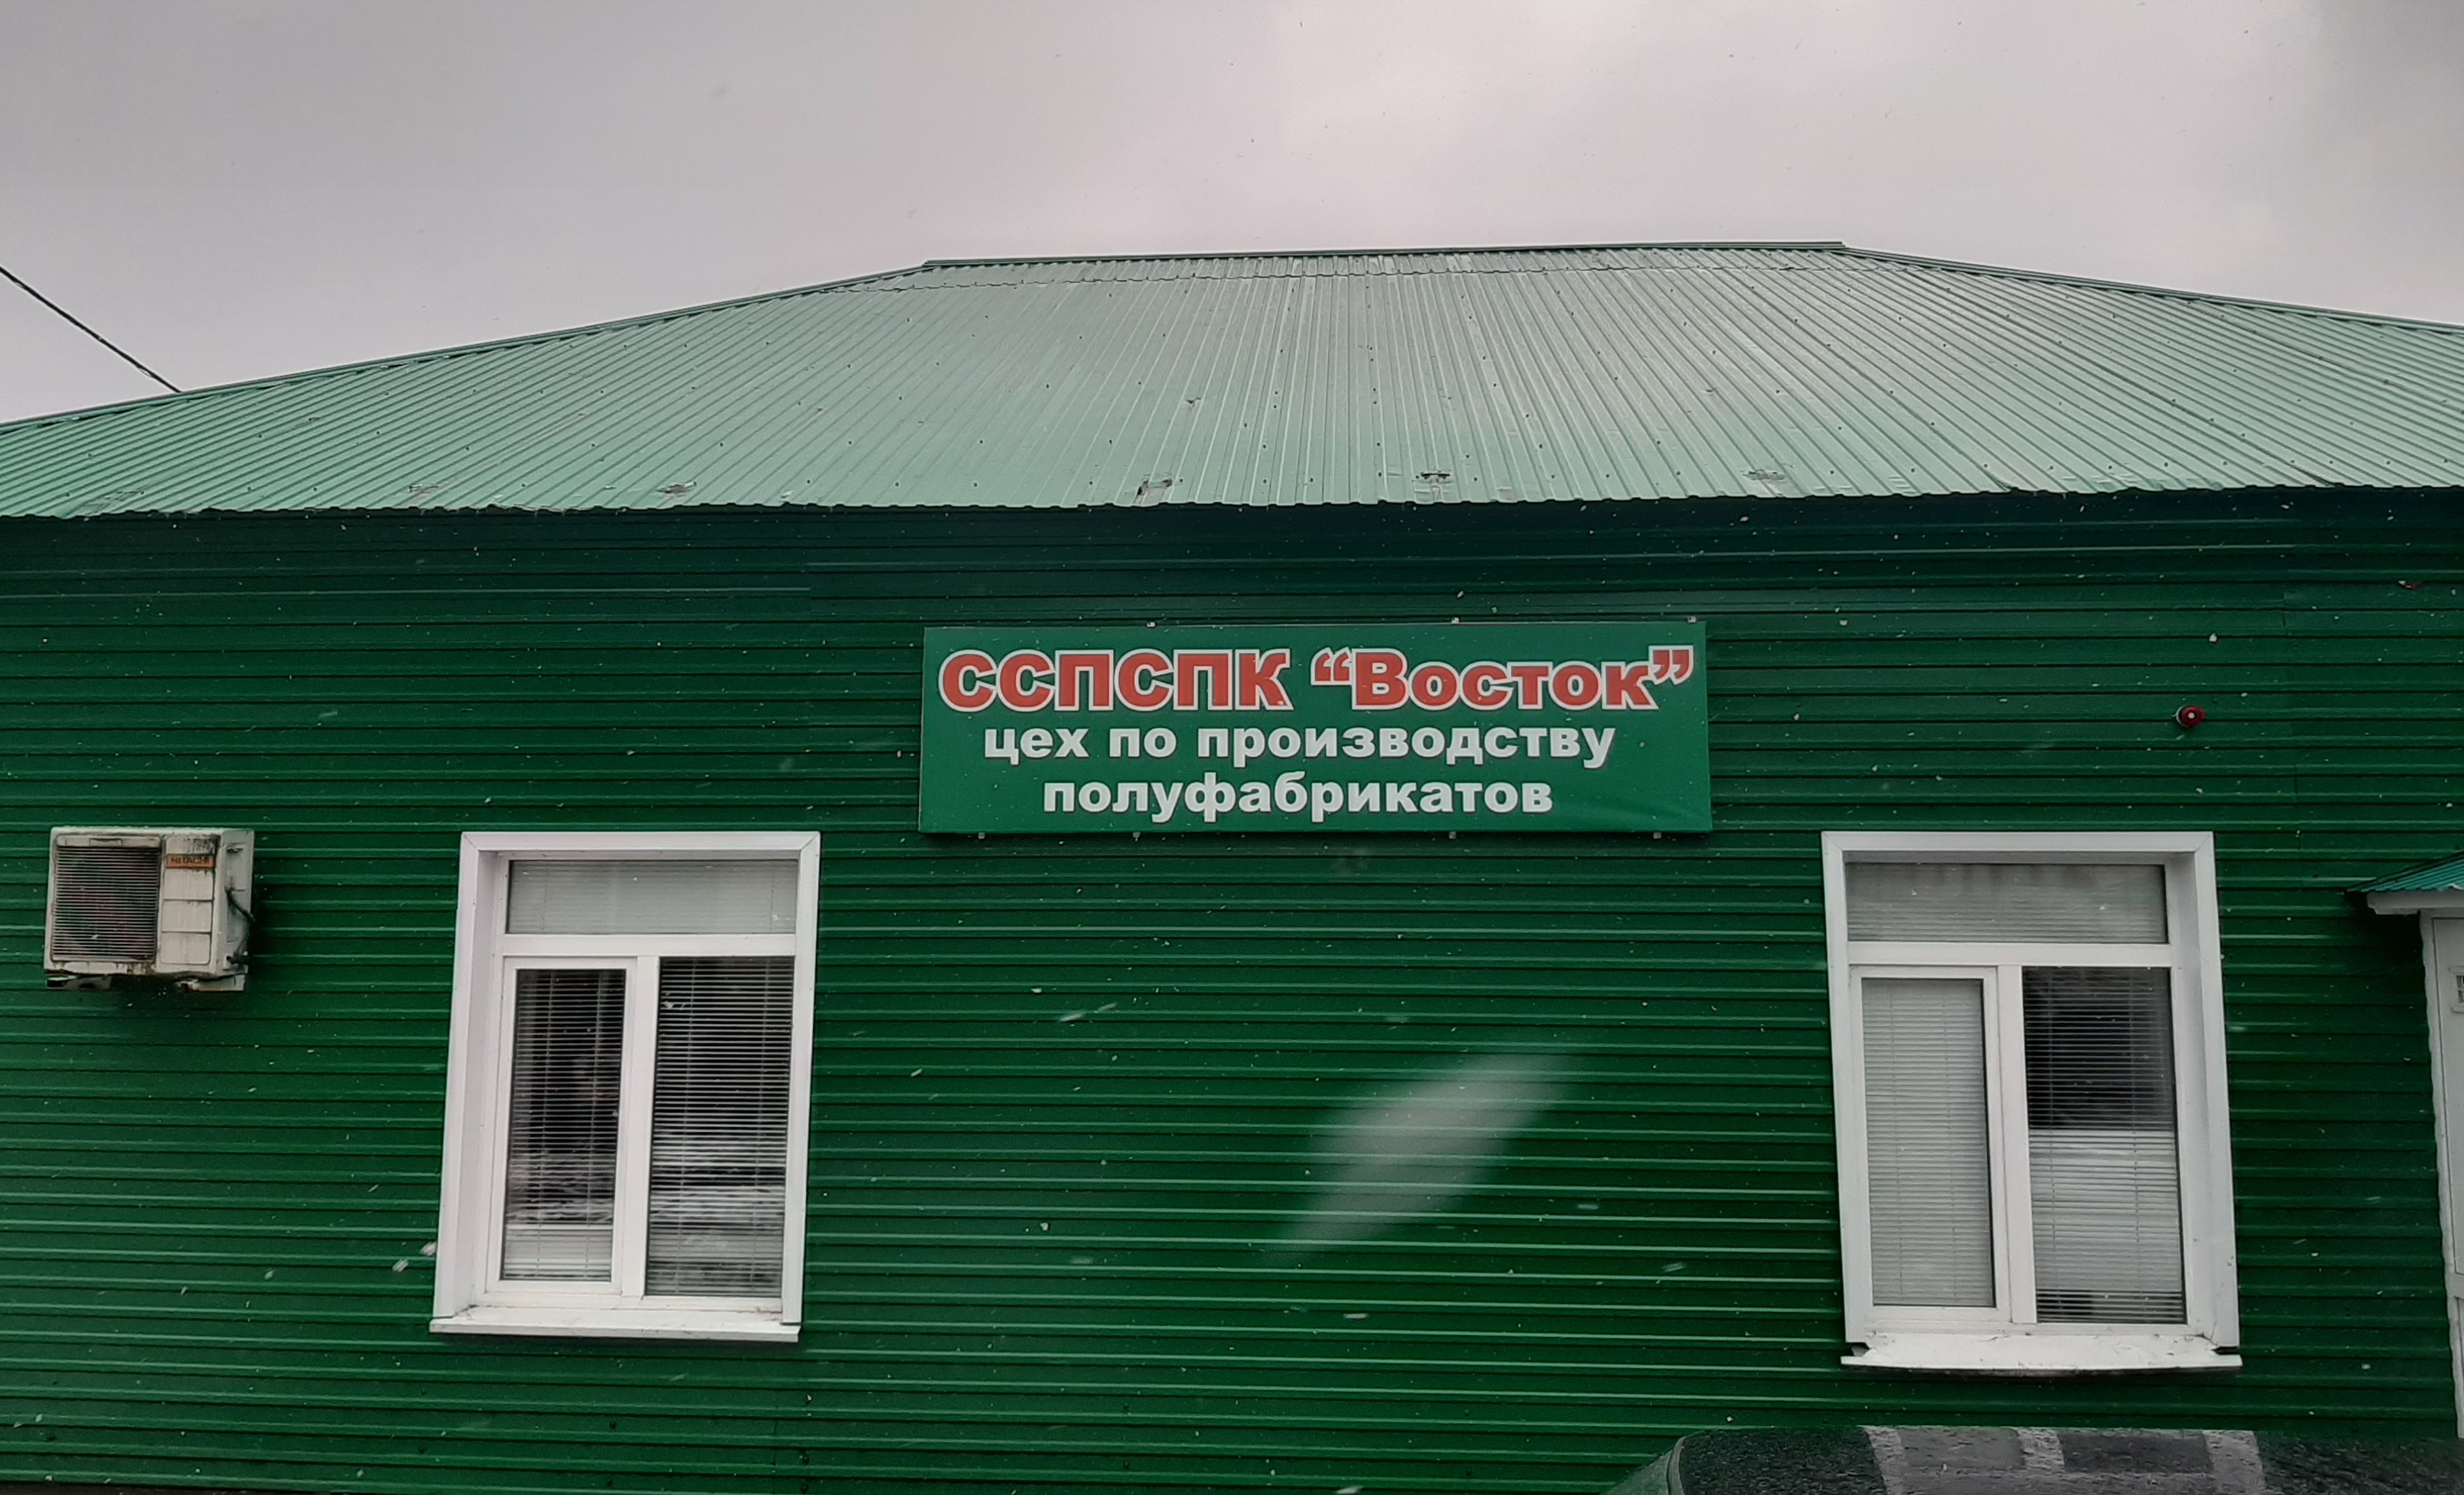 ССПСПК “Восток”
цех по производству
полуфабрикатов